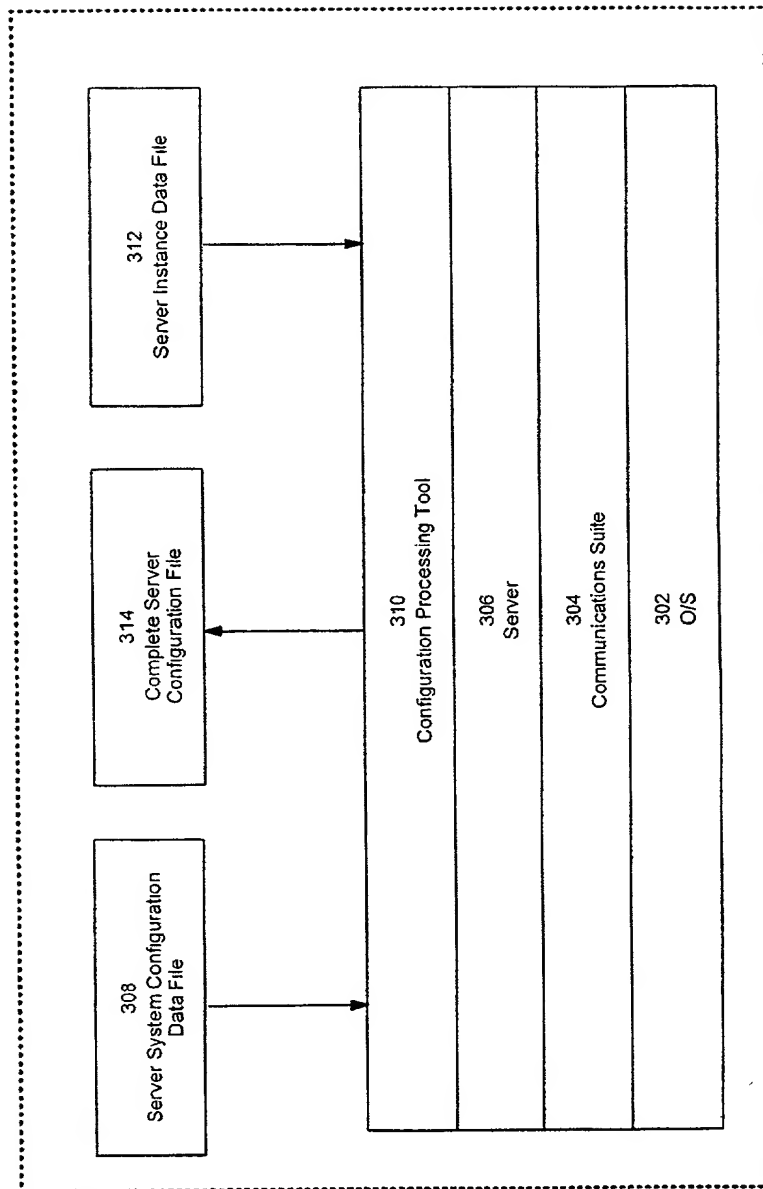 308
Server System Configuration
Data File
314
Complete Server
Configuration File
312
Server Instance Data File
310
Configuration Processing Tool
306
Server
304
Communications Suite
302
O/S